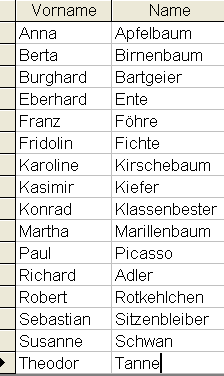 Vorname Name
Anna Apfelbaum
Berta Birnenbaum
Burghard Bartgeier
Eberhard Ente
Franz Föhre
Fridolin Fichte
Karoline Kirschebaum
Kasimir Kiefer
Konrad Klassenbester
Martha Marillenbaum
Paul Picasso
Richard Adler
Robert Rotkehlchen
Sebastian Sitzenbleiber
Susanne Schwan
Theodor Tanne